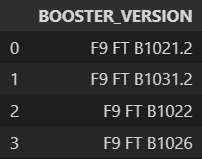 BOOSTER_VERSION
0 F9 FT B1021.2
1 F9 FT B1031.2
2 F9 FT B1022
3 F9 FT B1026